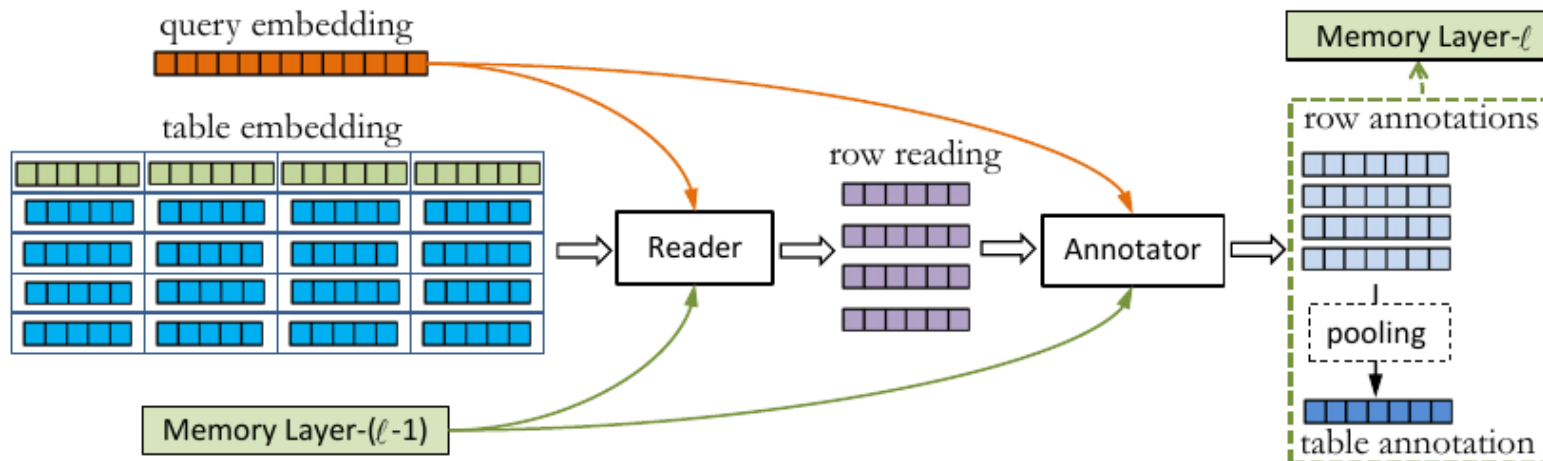 query embedding
Memory Layer-ℓ
table embedding
row annotations
row reading
Reader
Annotator
pooling
Memory Layer-(ℓ-1)
table annotation